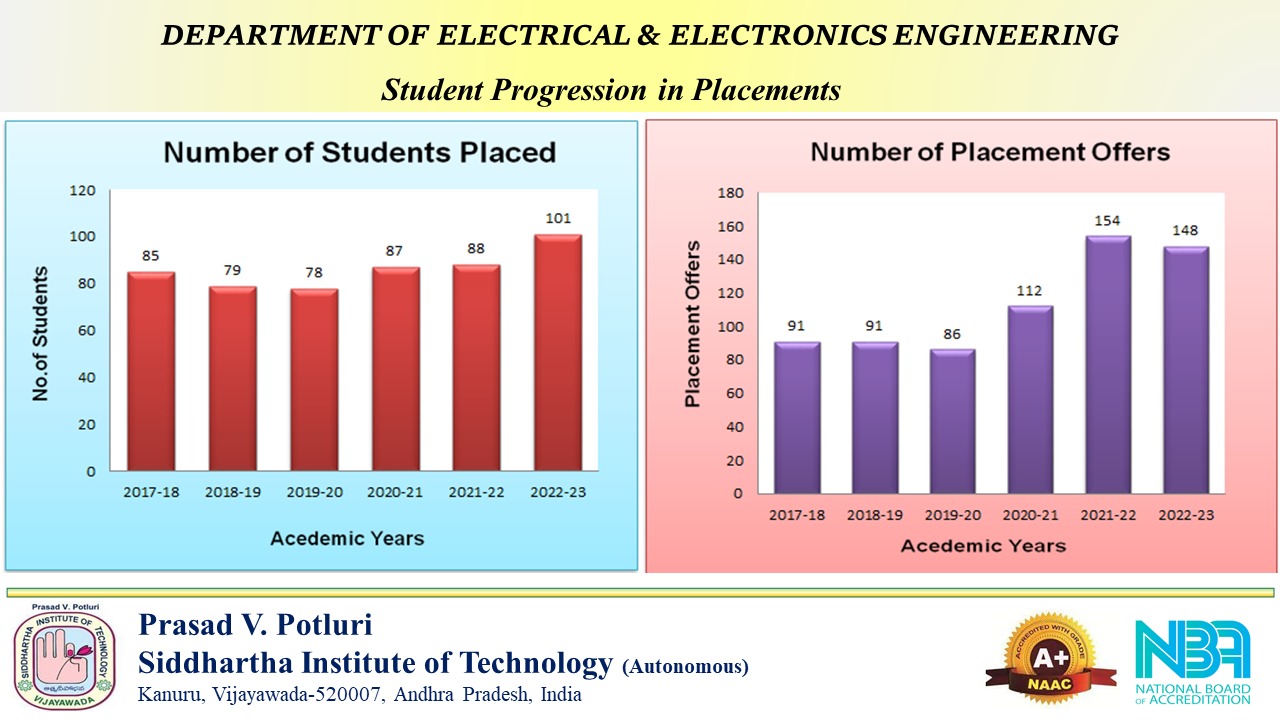 DEPARTMENT OF ELECTRICAL & ELECTRONICS ENGINEERING
Student Progression in Placements
Number of Students Placed
No.of Students
120
100
80
60
40
20
0
85
79
78
87
88
101
2017-18 2018-19 2019-20 2020-21 2021-22 2022-23
Acedemic Years
Number of Placement Offers
Placement Offers
180
160
140
120
100
80
60
40
20
0
91
91
86
112
154
148
2017-18 2018-19 2019-20 2020-21 2021-22 2022-23
Acedemic Years
Prasad V. Potluri
SIDDHARTHA INSTITUTE OF TECHNOLOGY
VIJAYAWADA
Prasad V. Potluri
Siddhartha Institute of Technology (Autonomous)
Kanuru, Vijayawada-520007, Andhra Pradesh, India
ACCREDITED WITH GRADE
A+
NAAC
NBA
NATIONAL BOARD
OF ACCREDITATION